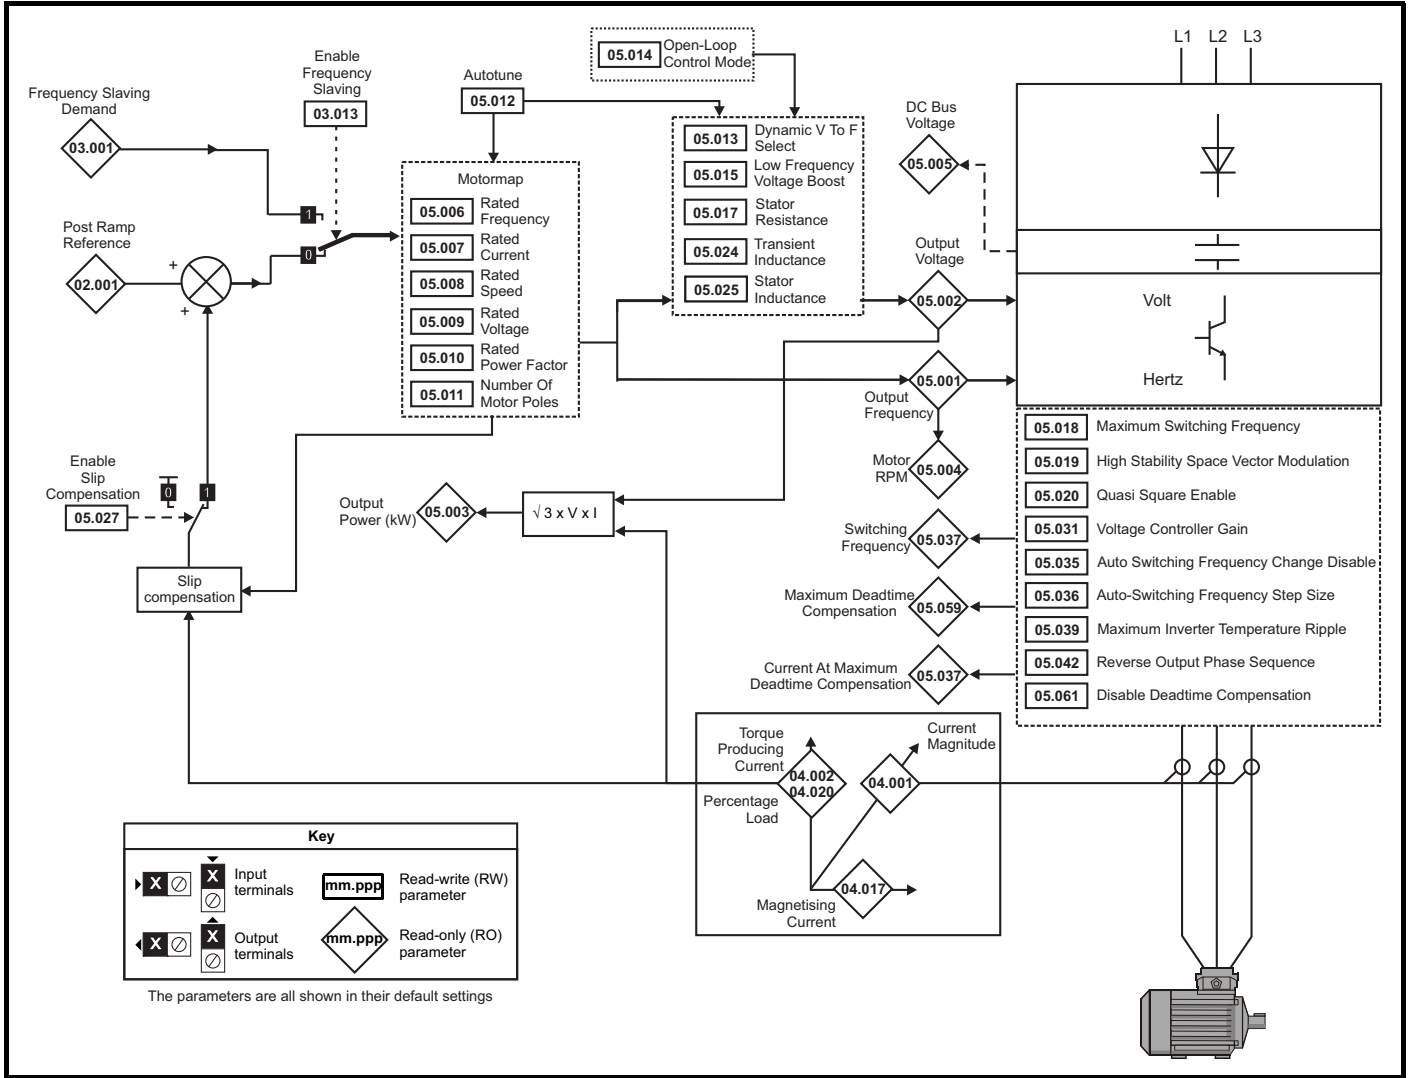 L1 L2 L3
Enable
Frequency
Slaving
03.013
05.014
Open-Loop
Control Mode
Autotune
05.012
Frequency Slaving
Demand
03.001
DC Bus
Voltage
05.005
05.013
Dynamic V To F
Select
05.015
Low Frequency
Voltage Boost
05.017
Stator
Resistance
05.024
Transient
Inductance
05.025
Stator
Inductance
Motormap
05.006
Rated
Frequency
05.007
Rated
Current
05.008
Rated
Speed
05.009
Rated
Voltage
05.010
Rated
Power Factor
05.011
Number Of
Motor Poles
1
0
Post Ramp
Reference
02.001
+
+
Output
Voltage
05.002
Volt
Hertz
05.001
Output
Frequency
Motor
RPM
05.004
05.018 Maximum Switching Frequency
05.019 High Stability Space Vector Modulation
05.020 Quasi Square Enable
05.031 Voltage Controller Gain
05.035 Auto Switching Frequency Change Disable
05.036 Auto-Switching Frequency Step Size
05.039 Maximum Inverter Temperature Ripple
05.042 Reverse Output Phase Sequence
05.061 Disable Deadtime Compensation
Enable
Slip
Compensation
05.027
0 1
Slip
compensation
Output
Power (kW)
05.003
√ 3 x V x I
Switching
Frequency
05.037
Maximum Deadtime
Compensation
05.059
Current At Maximum
Deadtime Compensation
05.037
Torque
Producing
Current
04.002
04.020
Percentage
Load
Current
Magnitude
04.001
04.017
Magnetising
Current
Key
X
X
Input
terminals
mm.ppp
Read-write (RW)
parameter
X
X
Output
terminals
mm.ppp
Read-only (RO)
parameter
The parameters are all shown in their default settings